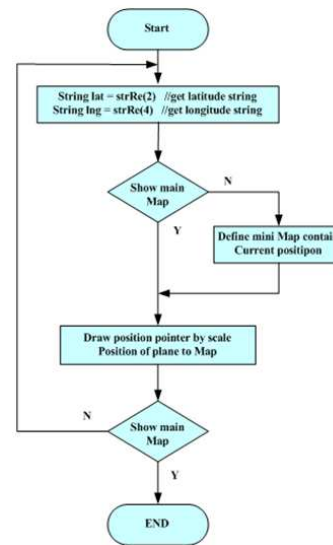 Start
String lat = strRe(2) //get latitude string
String lng = strRe(4) //get longitude string
Show main
Map
N
Y
Define mini Map contain
Current positipon
Draw position pointer by scale
Position of plane to Map
N
Show main
Map
Y
END